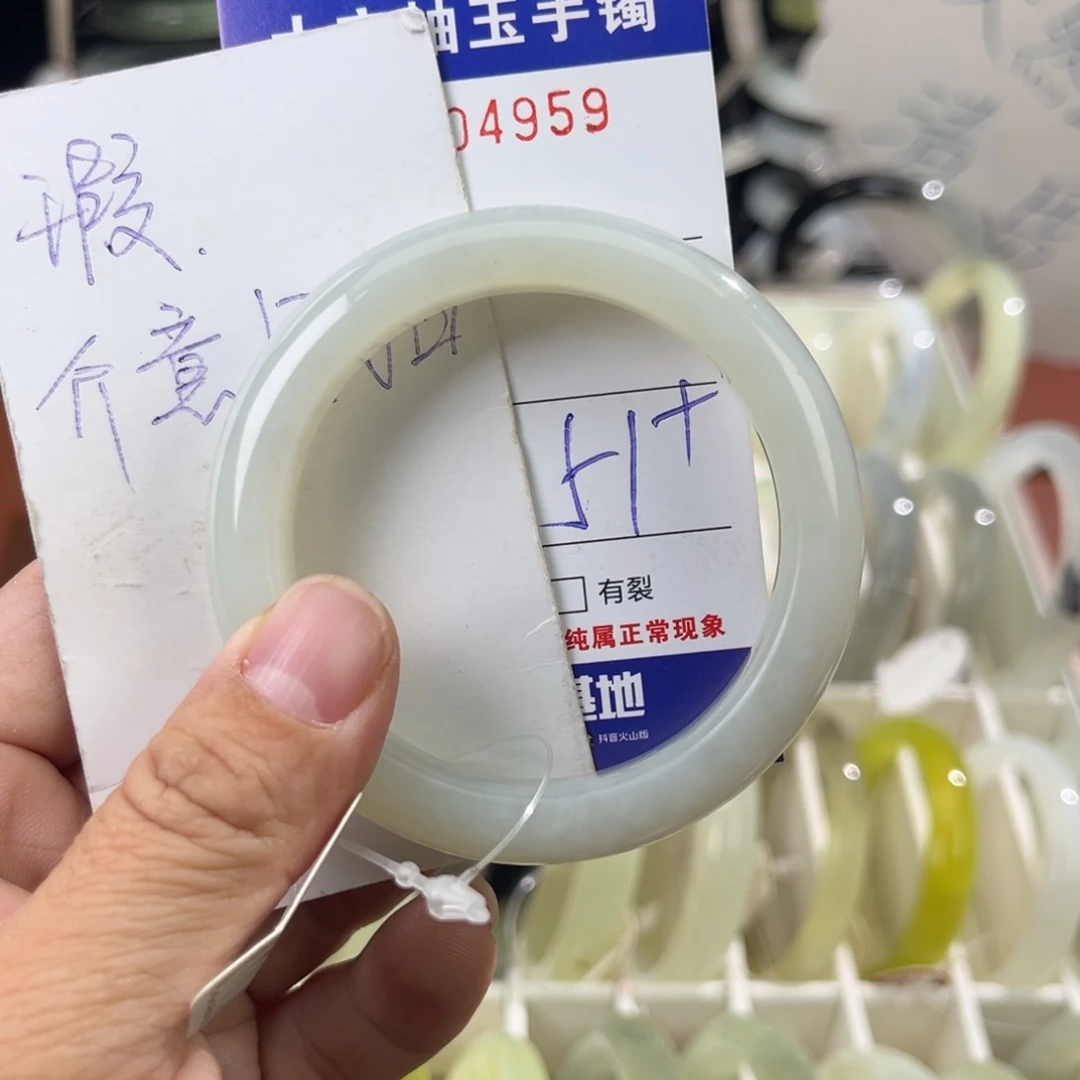 岫玉手镯
04959
瑕.
介意
51+
有裂
纯属正常现象
基地
抖音火山版